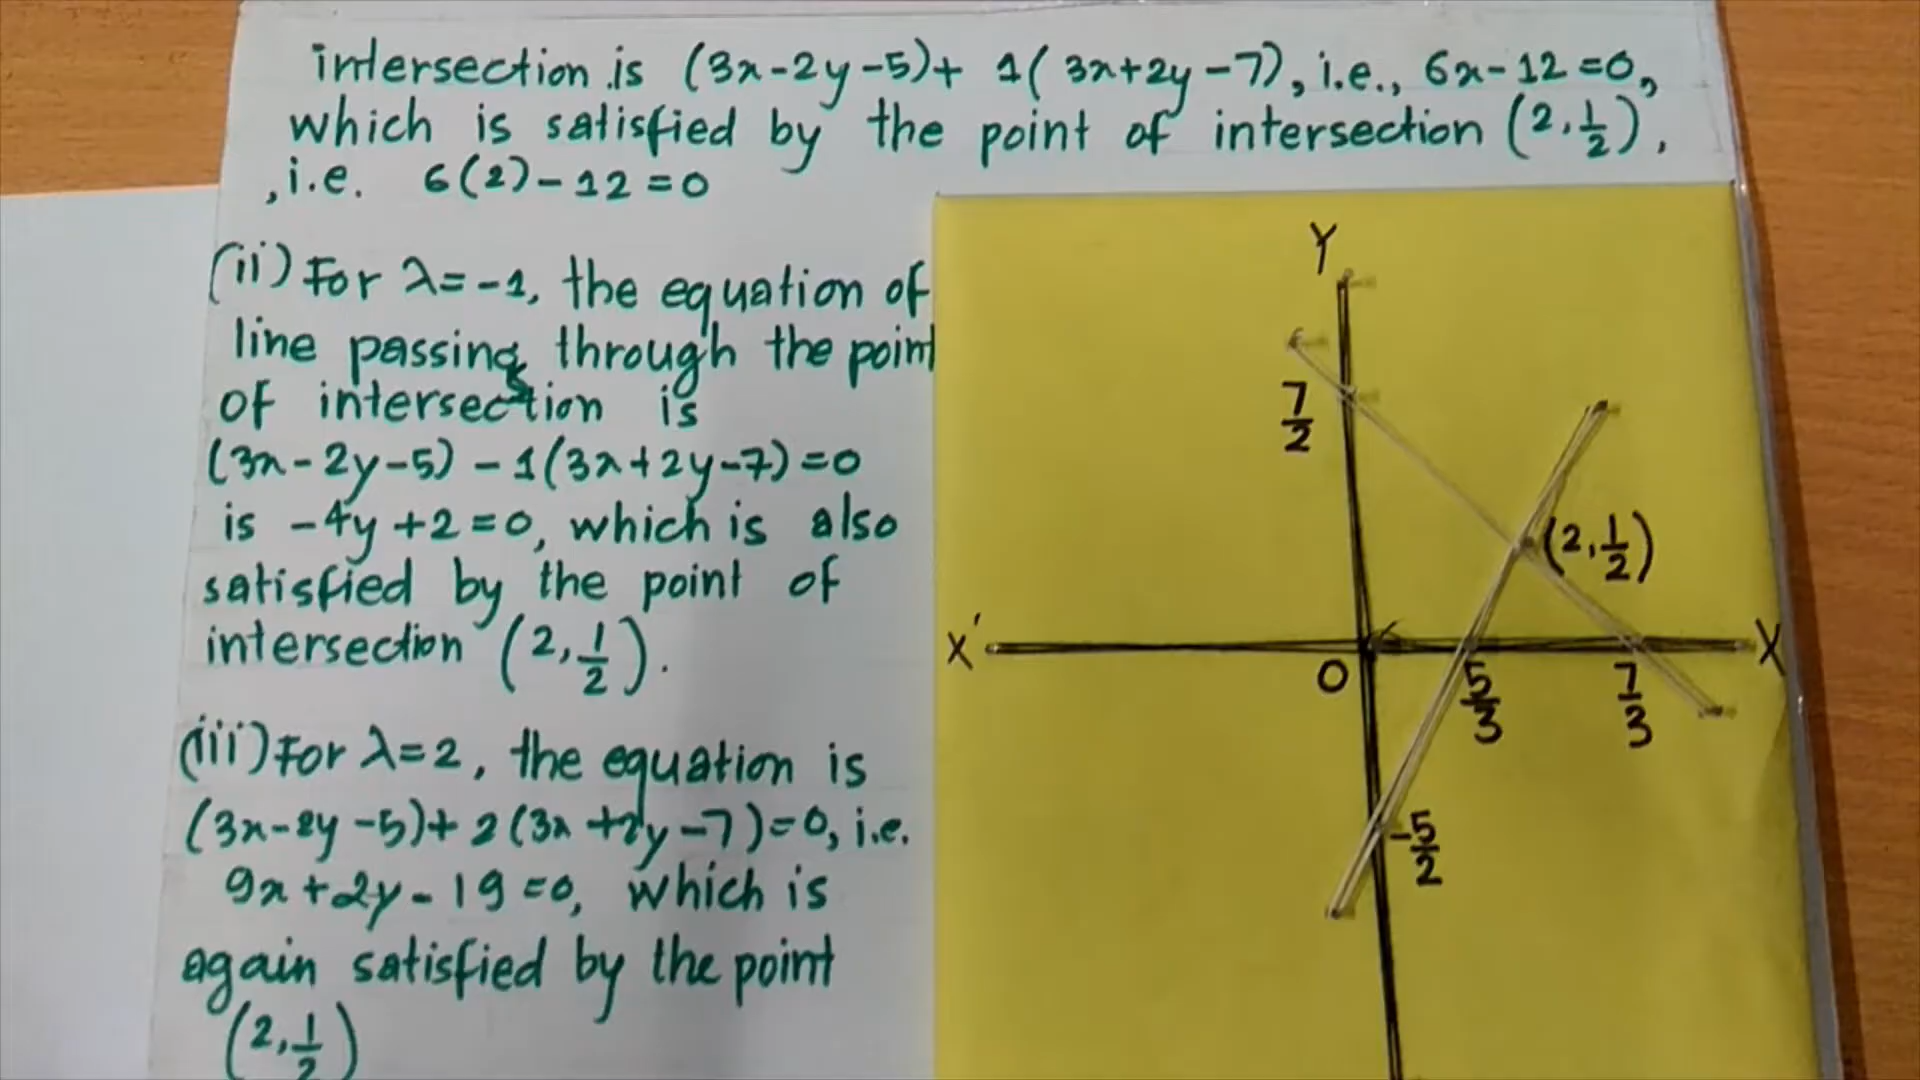 intersection is (3x-2y-5)+ 1(3x+2y-7), i.e., 6x-12=0,
which is satisfied by the point of intersection (2,1/2),
,i.e. 6(2)-12=0
(ii) For λ=-1, the equation of
line passing through the point
of intersection is
(3x-2y-5)-1(3x+2y-7)=0
is -4y+2=0, which is also
satisfied by the point of
intersection (2,1/2).
(iii) For λ=2, the equation is
(3x-2y-5)+2(3x+2y-7)=0, i.e.
9x+2y-19=0, which is
again satisfied by the point
(2,1/2)
Y
7/2
(2,1/2)
X'
X
O
5/3
7/3
-5/2